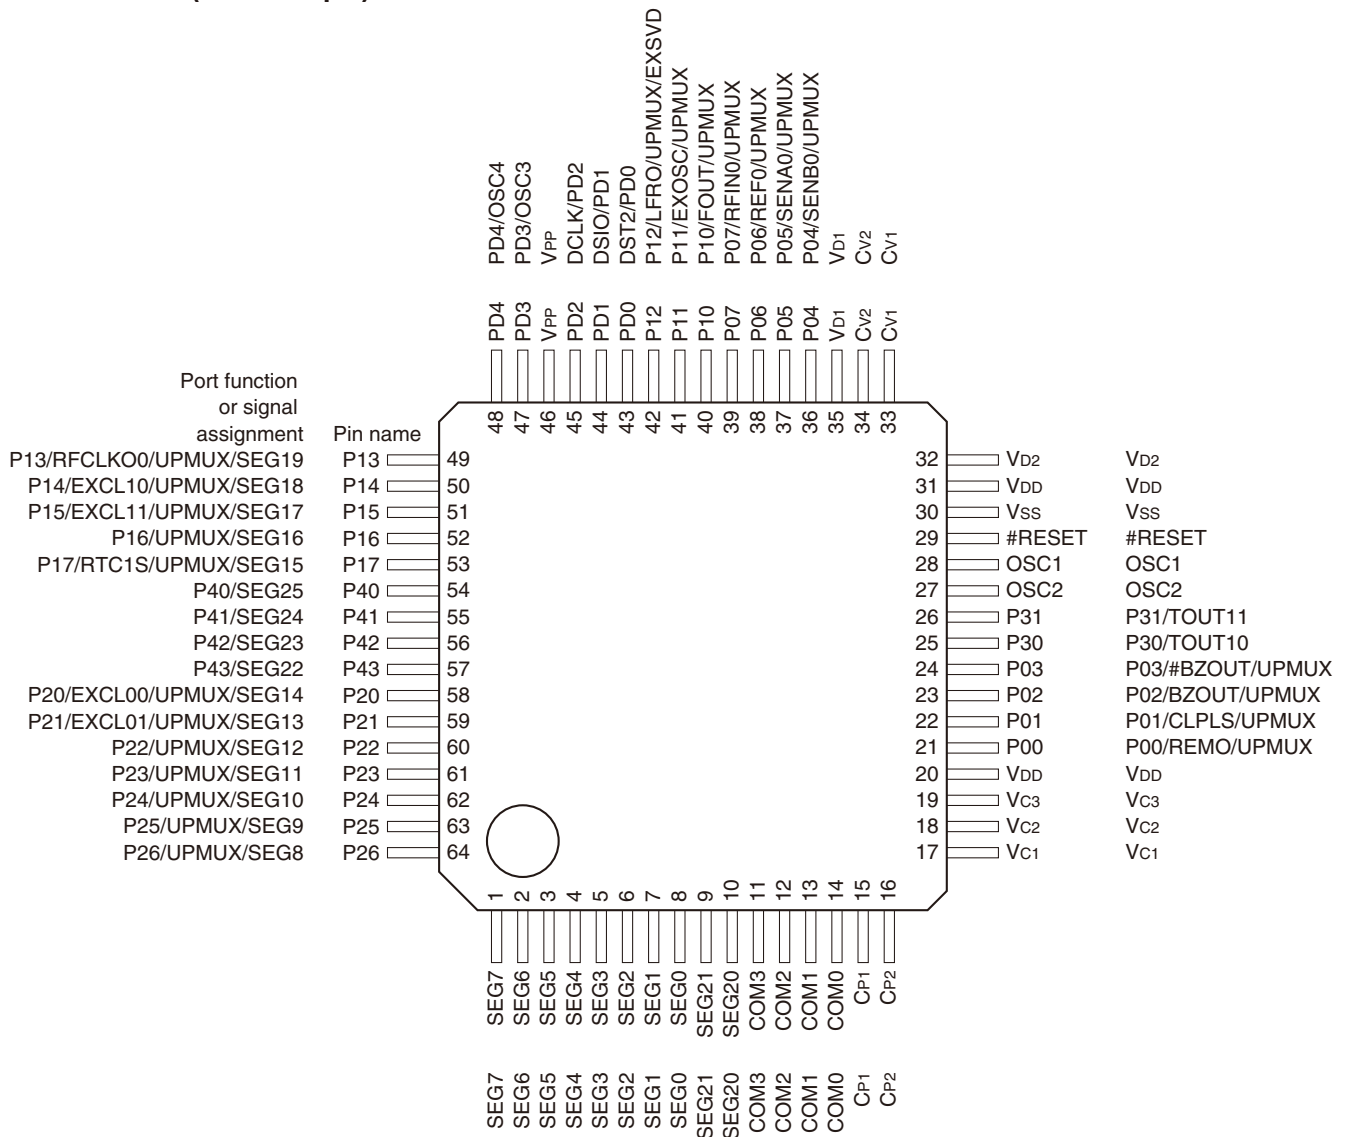 PD4/OSC4
PD3/OSC3
VPP
DCLK/PD2
DSIO/PD1
DST2/PD0
P12/LFRO/UPMUX/EXSVD
P11/EXOSC/UPMUX
P10/FOUT/UPMUX
P07/RFIN0/UPMUX
P06/REF0/UPMUX
P05/SENA0/UPMUX
P04/SENB0/UPMUX
VD1
CV2
CV1
PD4
PD3
VPP
PD2
PD1
PD0
P12
P11
P10
P07
P06
P05
P04
VD1
CV2
CV1
48 47 46 45 44 43 42 41 40 39 38 37 36 35 34 33
Port function
or signal
assignment Pin name
P13/RFCLKO0/UPMUX/SEG19 P13 49
P14/EXCL10/UPMUX/SEG18 P14 50
P15/EXCL11/UPMUX/SEG17 P15 51
P16/UPMUX/SEG16 P16 52
P17/RTC1S/UPMUX/SEG15 P17 53
P40/SEG25 P40 54
P41/SEG24 P41 55
P42/SEG23 P42 56
P43/SEG22 P43 57
P20/EXCL00/UPMUX/SEG14 P20 58
P21/EXCL01/UPMUX/SEG13 P21 59
P22/UPMUX/SEG12 P22 60
P23/UPMUX/SEG11 P23 61
P24/UPMUX/SEG10 P24 62
P25/UPMUX/SEG9 P25 63
P26/UPMUX/SEG8 P26 64
32 VD2 VD2
31 VDD VDD
30 VSS VSS
29 #RESET #RESET
28 OSC1 OSC1
27 OSC2 OSC2
26 P31 P31/TOUT11
25 P30 P30/TOUT10
24 P03 P03/#BZOUT/UPMUX
23 P02 P02/BZOUT/UPMUX
22 P01 P01/CLPLS/UPMUX
21 P00 P00/REMO/UPMUX
20 VDD VDD
19 VC3 VC3
18 VC2 VC2
17 VC1 VC1
1 2 3 4 5 6 7 8 9 10 11 12 13 14 15 16
SEG7
SEG6
SEG5
SEG4
SEG3
SEG2
SEG1
SEG0
SEG21
SEG20
COM3
COM2
COM1
COM0
CP1
CP2
SEG7
SEG6
SEG5
SEG4
SEG3
SEG2
SEG1
SEG0
SEG21
SEG20
COM3
COM2
COM1
COM0
CP1
CP2